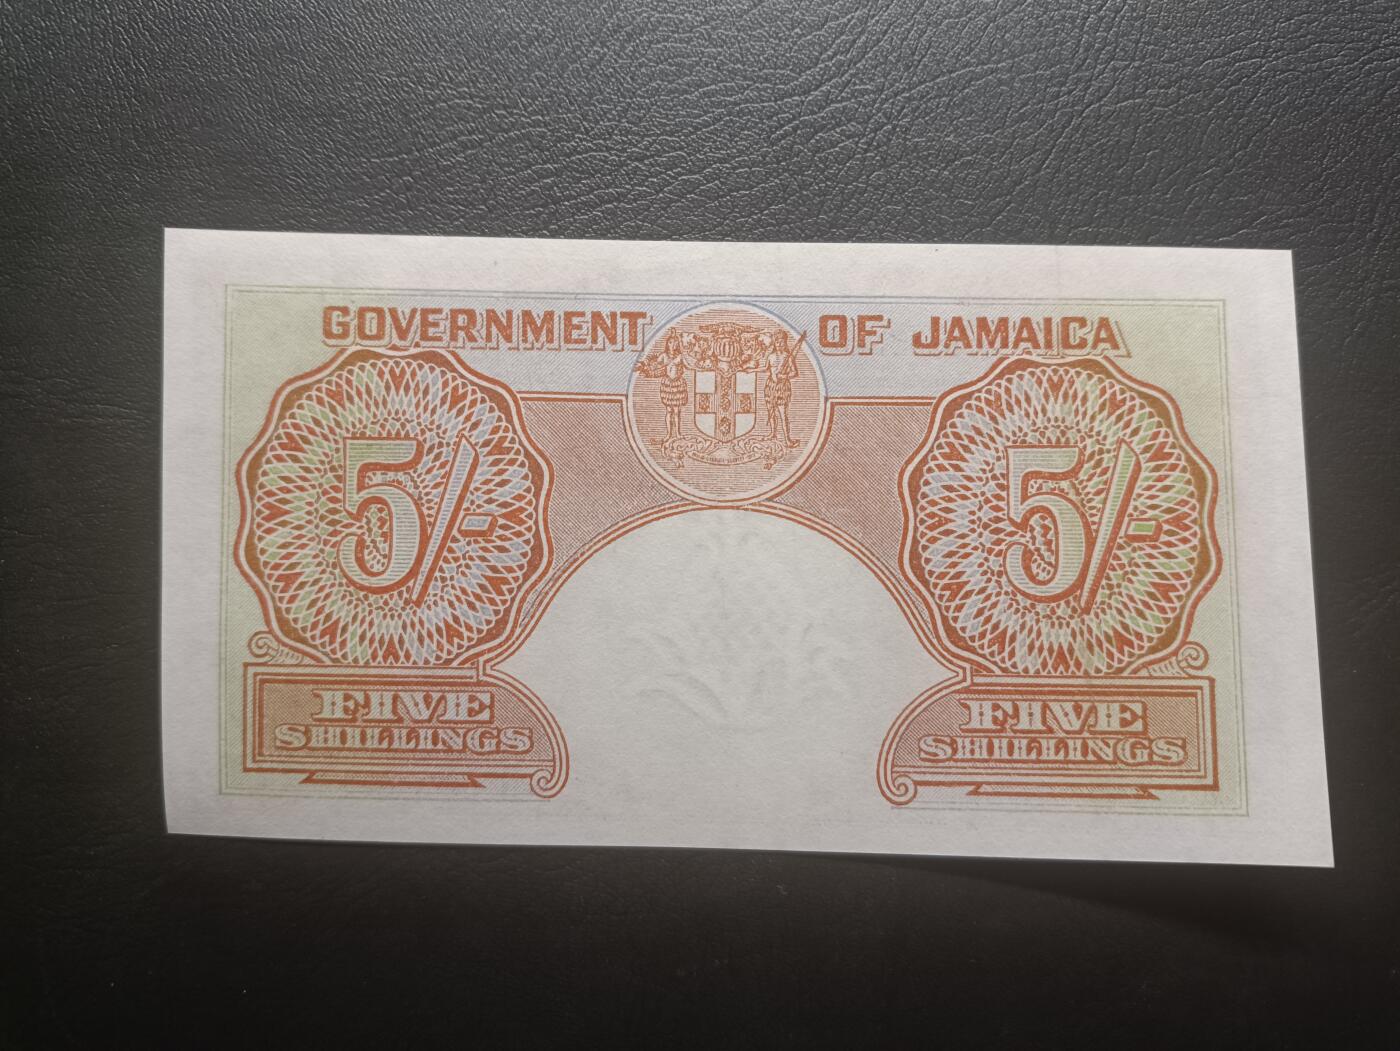 GOVERNMENT OF JAMAICA
5/- 5/-
FIVE FIVE
SHILLINGS SHILLINGS